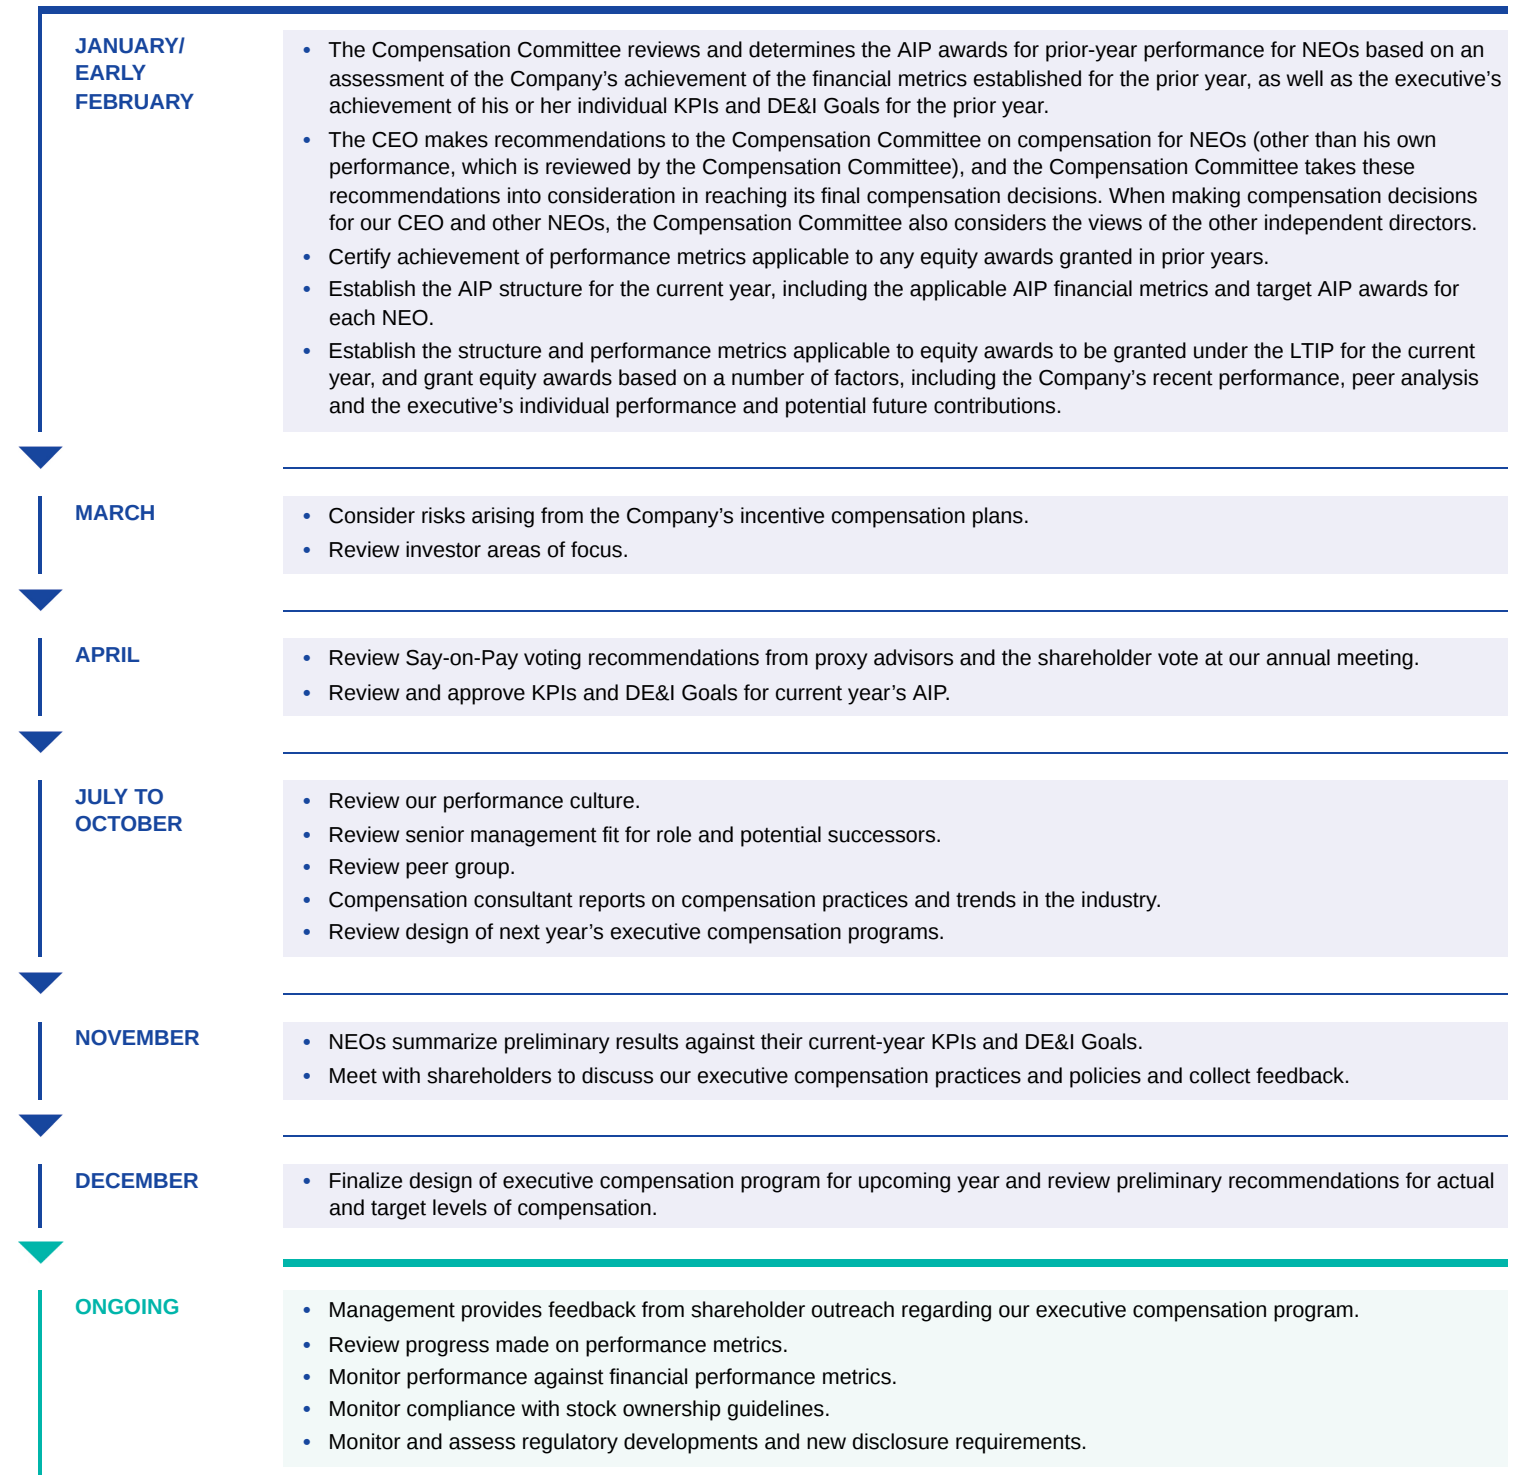 JANUARY/
EARLY
FEBRUARY
• The Compensation Committee reviews and determines the AIP awards for prior-year performance for NEOs based on an
assessment of the Company’s achievement of the financial metrics established for the prior year, as well as the executive’s
achievement of his or her individual KPIs and DE&I Goals for the prior year.
• The CEO makes recommendations to the Compensation Committee on compensation for NEOs (other than his own
performance, which is reviewed by the Compensation Committee), and the Compensation Committee takes these
recommendations into consideration in reaching its final compensation decisions. When making compensation decisions
for our CEO and other NEOs, the Compensation Committee also considers the views of the other independent directors.
• Certify achievement of performance metrics applicable to any equity awards granted in prior years.
• Establish the AIP structure for the current year, including the applicable AIP financial metrics and target AIP awards for
each NEO.
• Establish the structure and performance metrics applicable to equity awards to be granted under the LTIP for the current
year, and grant equity awards based on a number of factors, including the Company’s recent performance, peer analysis
and the executive’s individual performance and potential future contributions.
MARCH
• Consider risks arising from the Company’s incentive compensation plans.
• Review investor areas of focus.
APRIL
• Review Say-on-Pay voting recommendations from proxy advisors and the shareholder vote at our annual meeting.
• Review and approve KPIs and DE&I Goals for current year’s AIP.
JULY TO
OCTOBER
• Review our performance culture.
• Review senior management fit for role and potential successors.
• Review peer group.
• Compensation consultant reports on compensation practices and trends in the industry.
• Review design of next year’s executive compensation programs.
NOVEMBER
• NEOs summarize preliminary results against their current-year KPIs and DE&I Goals.
• Meet with shareholders to discuss our executive compensation practices and policies and collect feedback.
DECEMBER
• Finalize design of executive compensation program for upcoming year and review preliminary recommendations for actual
and target levels of compensation.
ONGOING
• Management provides feedback from shareholder outreach regarding our executive compensation program.
• Review progress made on performance metrics.
• Monitor performance against financial performance metrics.
• Monitor compliance with stock ownership guidelines.
• Monitor and assess regulatory developments and new disclosure requirements.